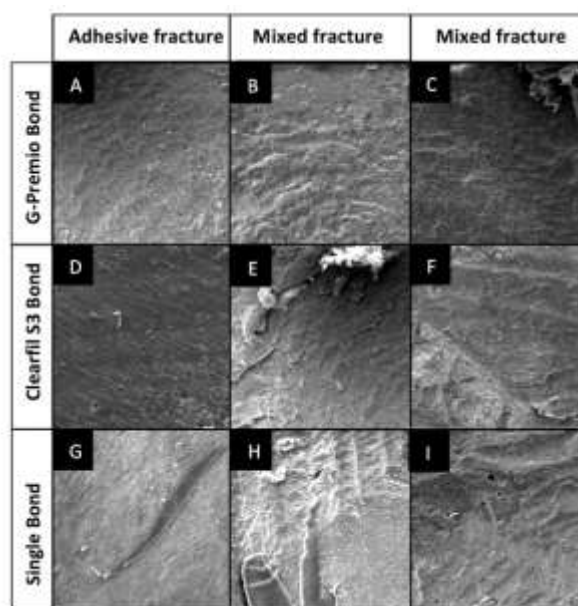 Adhesive fracture Mixed fracture Mixed fracture
G-Premio Bond
A B C
Clearfil S3 Bond
D E F
Single Bond
G H I